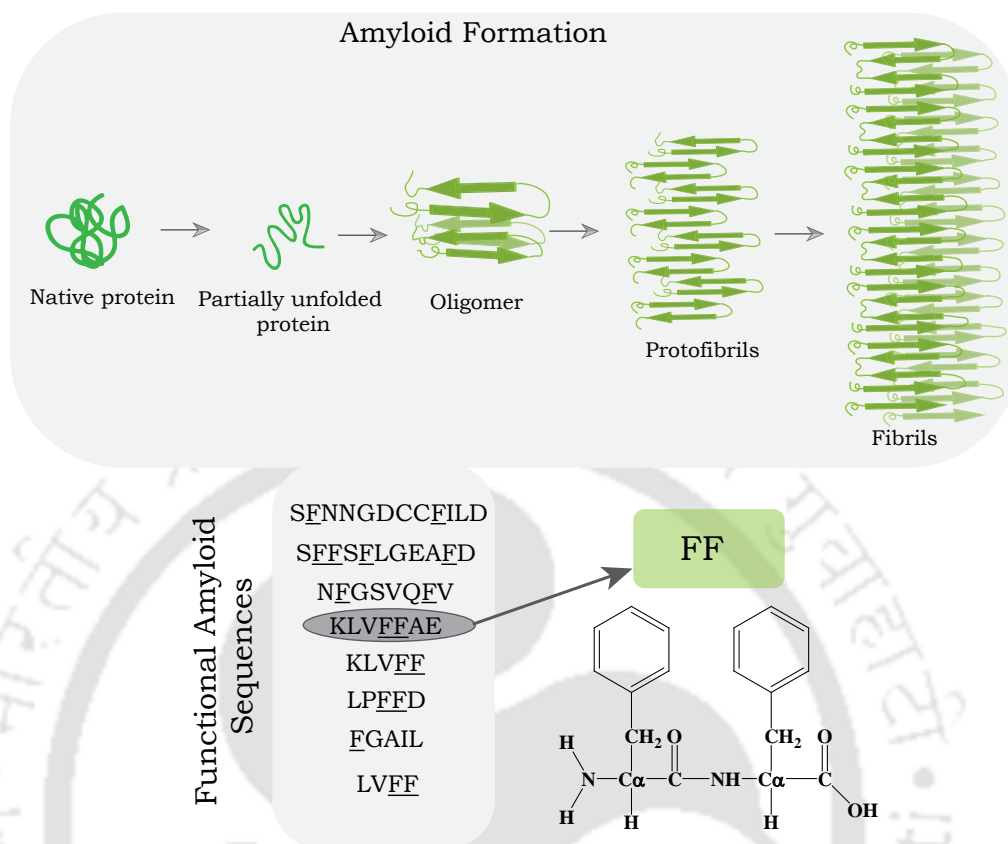 Amyloid Formation
Native protein
Partially unfolded
protein
Oligomer
Protofibrils
Fibrils
Functional Amyloid
Sequences
SFNNGDCCFILD
SFFSFLGEAFD
NFGSVQFV
KLVFFAE
KLVFF
LPFFD
FGAIL
LVFF
FF
H
H
N
Cα
H
CH2
O
C
NH
Cα
H
CH2
O
C
OH